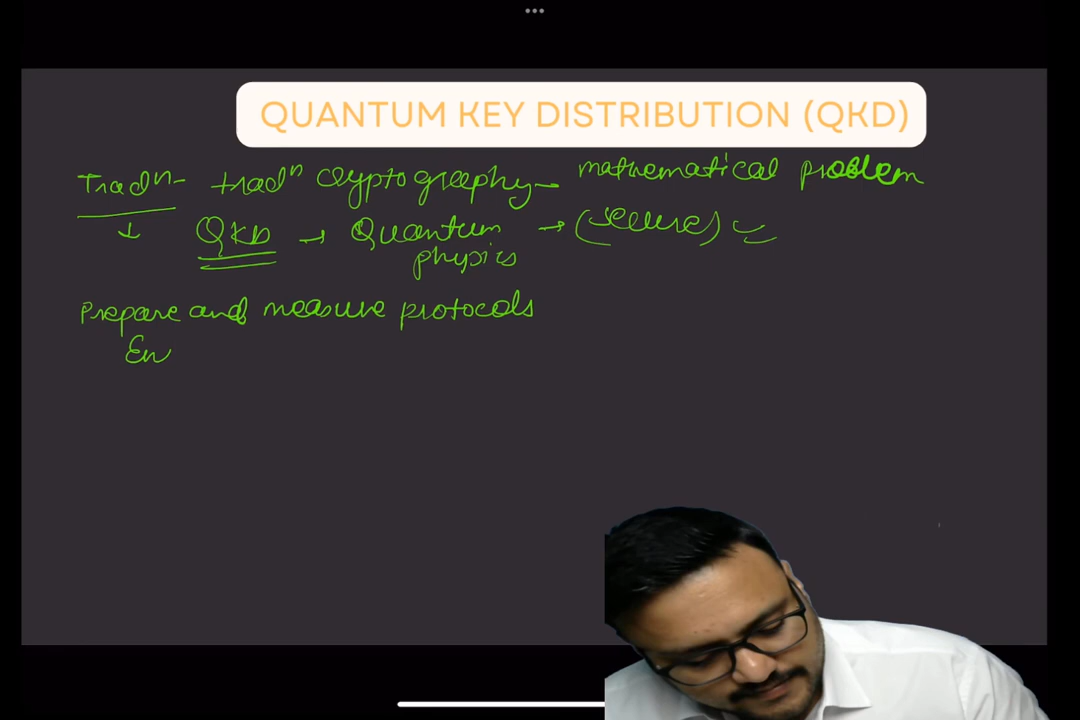 QUANTUM KEY DISTRIBUTION (QKD)
Tradn- tradn cryptography- mathematical problem
↓ QKD → Quantum physics → (secure)
Prepare and measure protocols
En